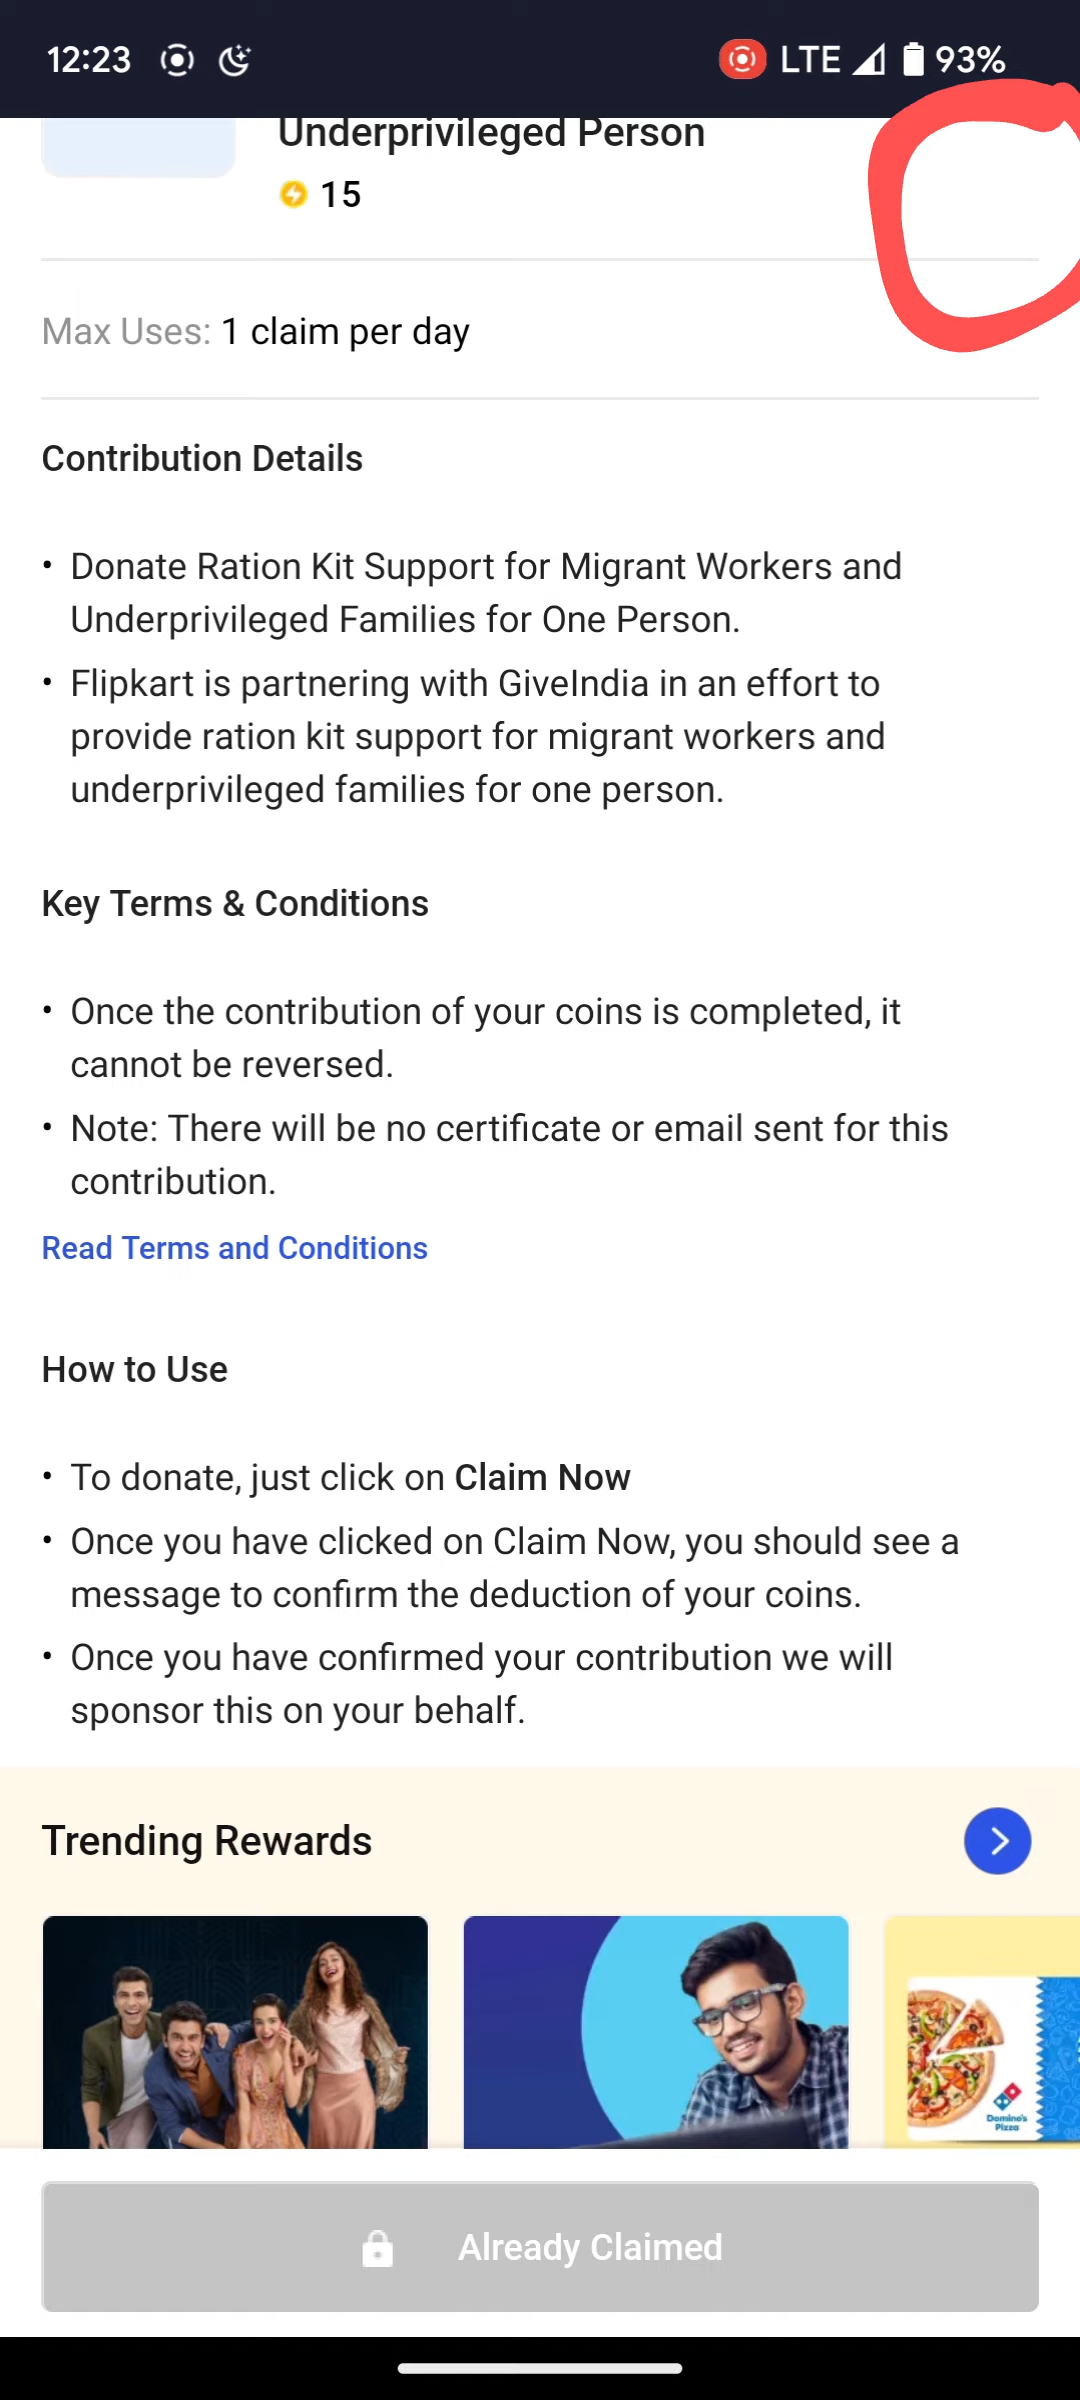 12:23 LTE 93%
Underprivileged Person
15
Max Uses: 1 claim per day
Contribution Details
• Donate Ration Kit Support for Migrant Workers and
Underprivileged Families for One Person.
• Flipkart is partnering with GiveIndia in an effort to
provide ration kit support for migrant workers and
underprivileged families for one person.
Key Terms & Conditions
• Once the contribution of your coins is completed, it
cannot be reversed.
• Note: There will be no certificate or email sent for this
contribution.
Read Terms and Conditions
How to Use
• To donate, just click on Claim Now
• Once you have clicked on Claim Now, you should see a
message to confirm the deduction of your coins.
• Once you have confirmed your contribution we will
sponsor this on your behalf.
Trending Rewards
Domino's
Pizza
Already Claimed